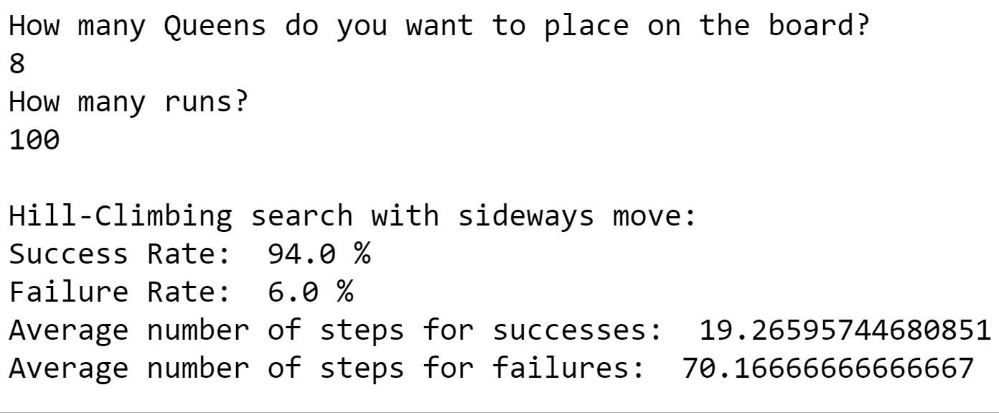 How many Queens do you want to place on the board?
8
How many runs?
100
Hill-Climbing search with sideways move:
Success Rate:  94.0 %
Failure Rate:  6.0 %
Average number of steps for successes:  19.26595744680851
Average number of steps for failures:  70.16666666666667